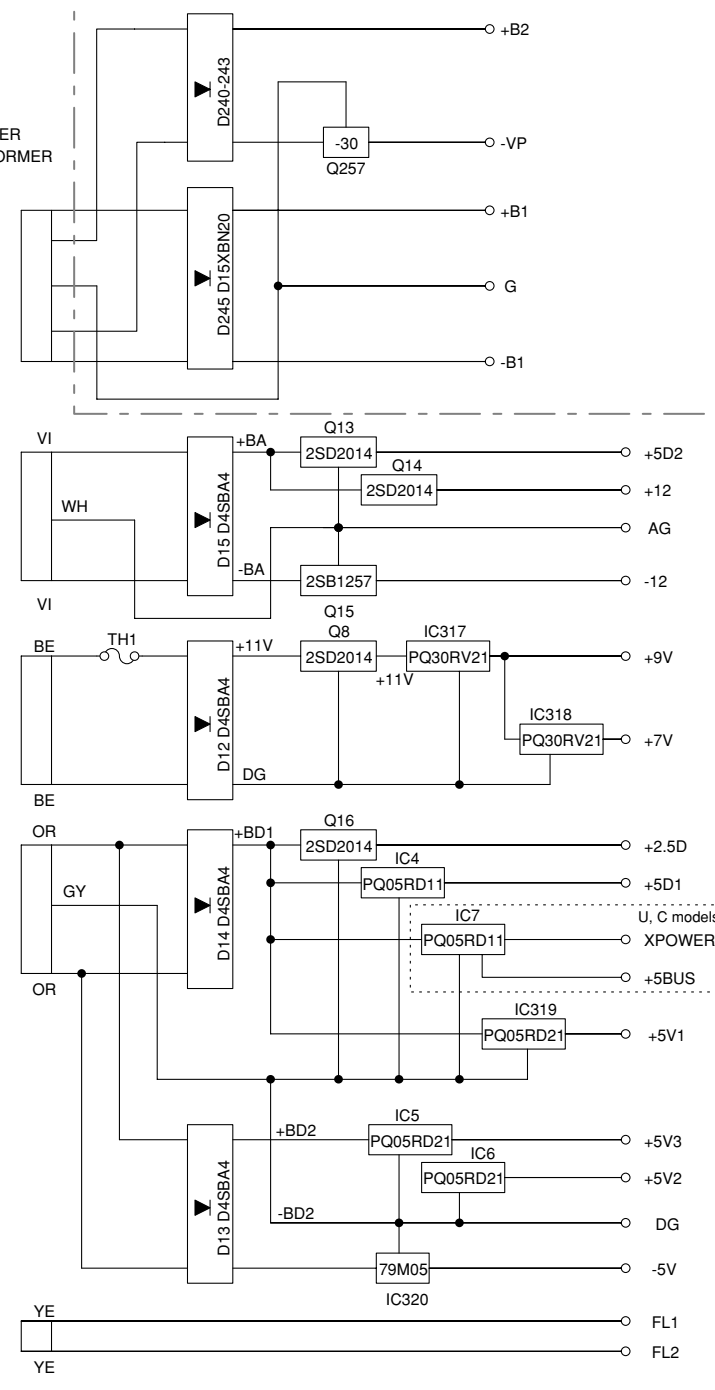 +B2
D240-243
ER
ORMER
-30
-VP
Q257
+B1
D245 D15XBN20
G
-B1
VI
+BA
Q13
2SD2014
+5D2
Q14
2SD2014
+12
WH
D15 D4SBA4
AG
-BA
2SB1257
-12
VI
Q15
BE
TH1
+11V
Q8
2SD2014
+11V
IC317
PQ30RV21
+9V
D12 D4SBA4
IC318
PQ30RV21
+7V
DG
BE
OR
+BD1
Q16
2SD2014
+2.5D
IC4
PQ05RD11
+5D1
GY
D14 D4SBA4
U, C models
IC7
PQ05RD11
XPOWER
+5BUS
OR
IC319
PQ05RD21
+5V1
+BD2
IC5
PQ05RD21
+5V3
IC6
PQ05RD21
+5V2
D13 D4SBA4
-BD2
DG
79M05
-5V
IC320
YE
FL1
FL2
YE